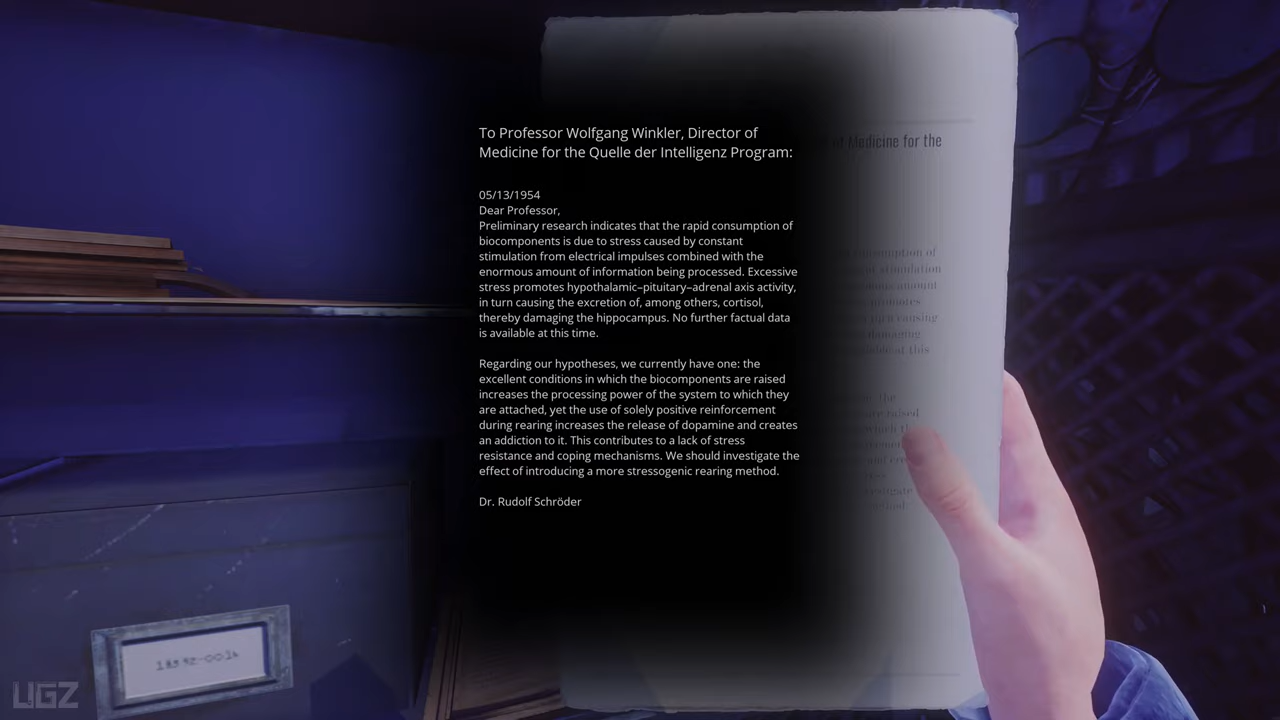 To Professor Wolfgang Winkler, Director of
Medicine for the Quelle der Intelligenz Program:
05/13/1954
Dear Professor,
Preliminary research indicates that the rapid consumption of
biocomponents is due to stress caused by constant
stimulation from electrical impulses combined with the
enormous amount of information being processed. Excessive
stress promotes hypothalamic–pituitary–adrenal axis activity,
in turn causing the excretion of, among others, cortisol,
thereby damaging the hippocampus. No further factual data
is available at this time.
Regarding our hypotheses, we currently have one: the
excellent conditions in which the biocomponents are raised
increases the processing power of the system to which they
are attached, yet the use of solely positive reinforcement
during rearing increases the release of dopamine and creates
an addiction to it. This contributes to a lack of stress
resistance and coping mechanisms. We should investigate the
effect of introducing a more stressogenic rearing method.
Dr. Rudolf Schröder
of Medicine for the
UGZ